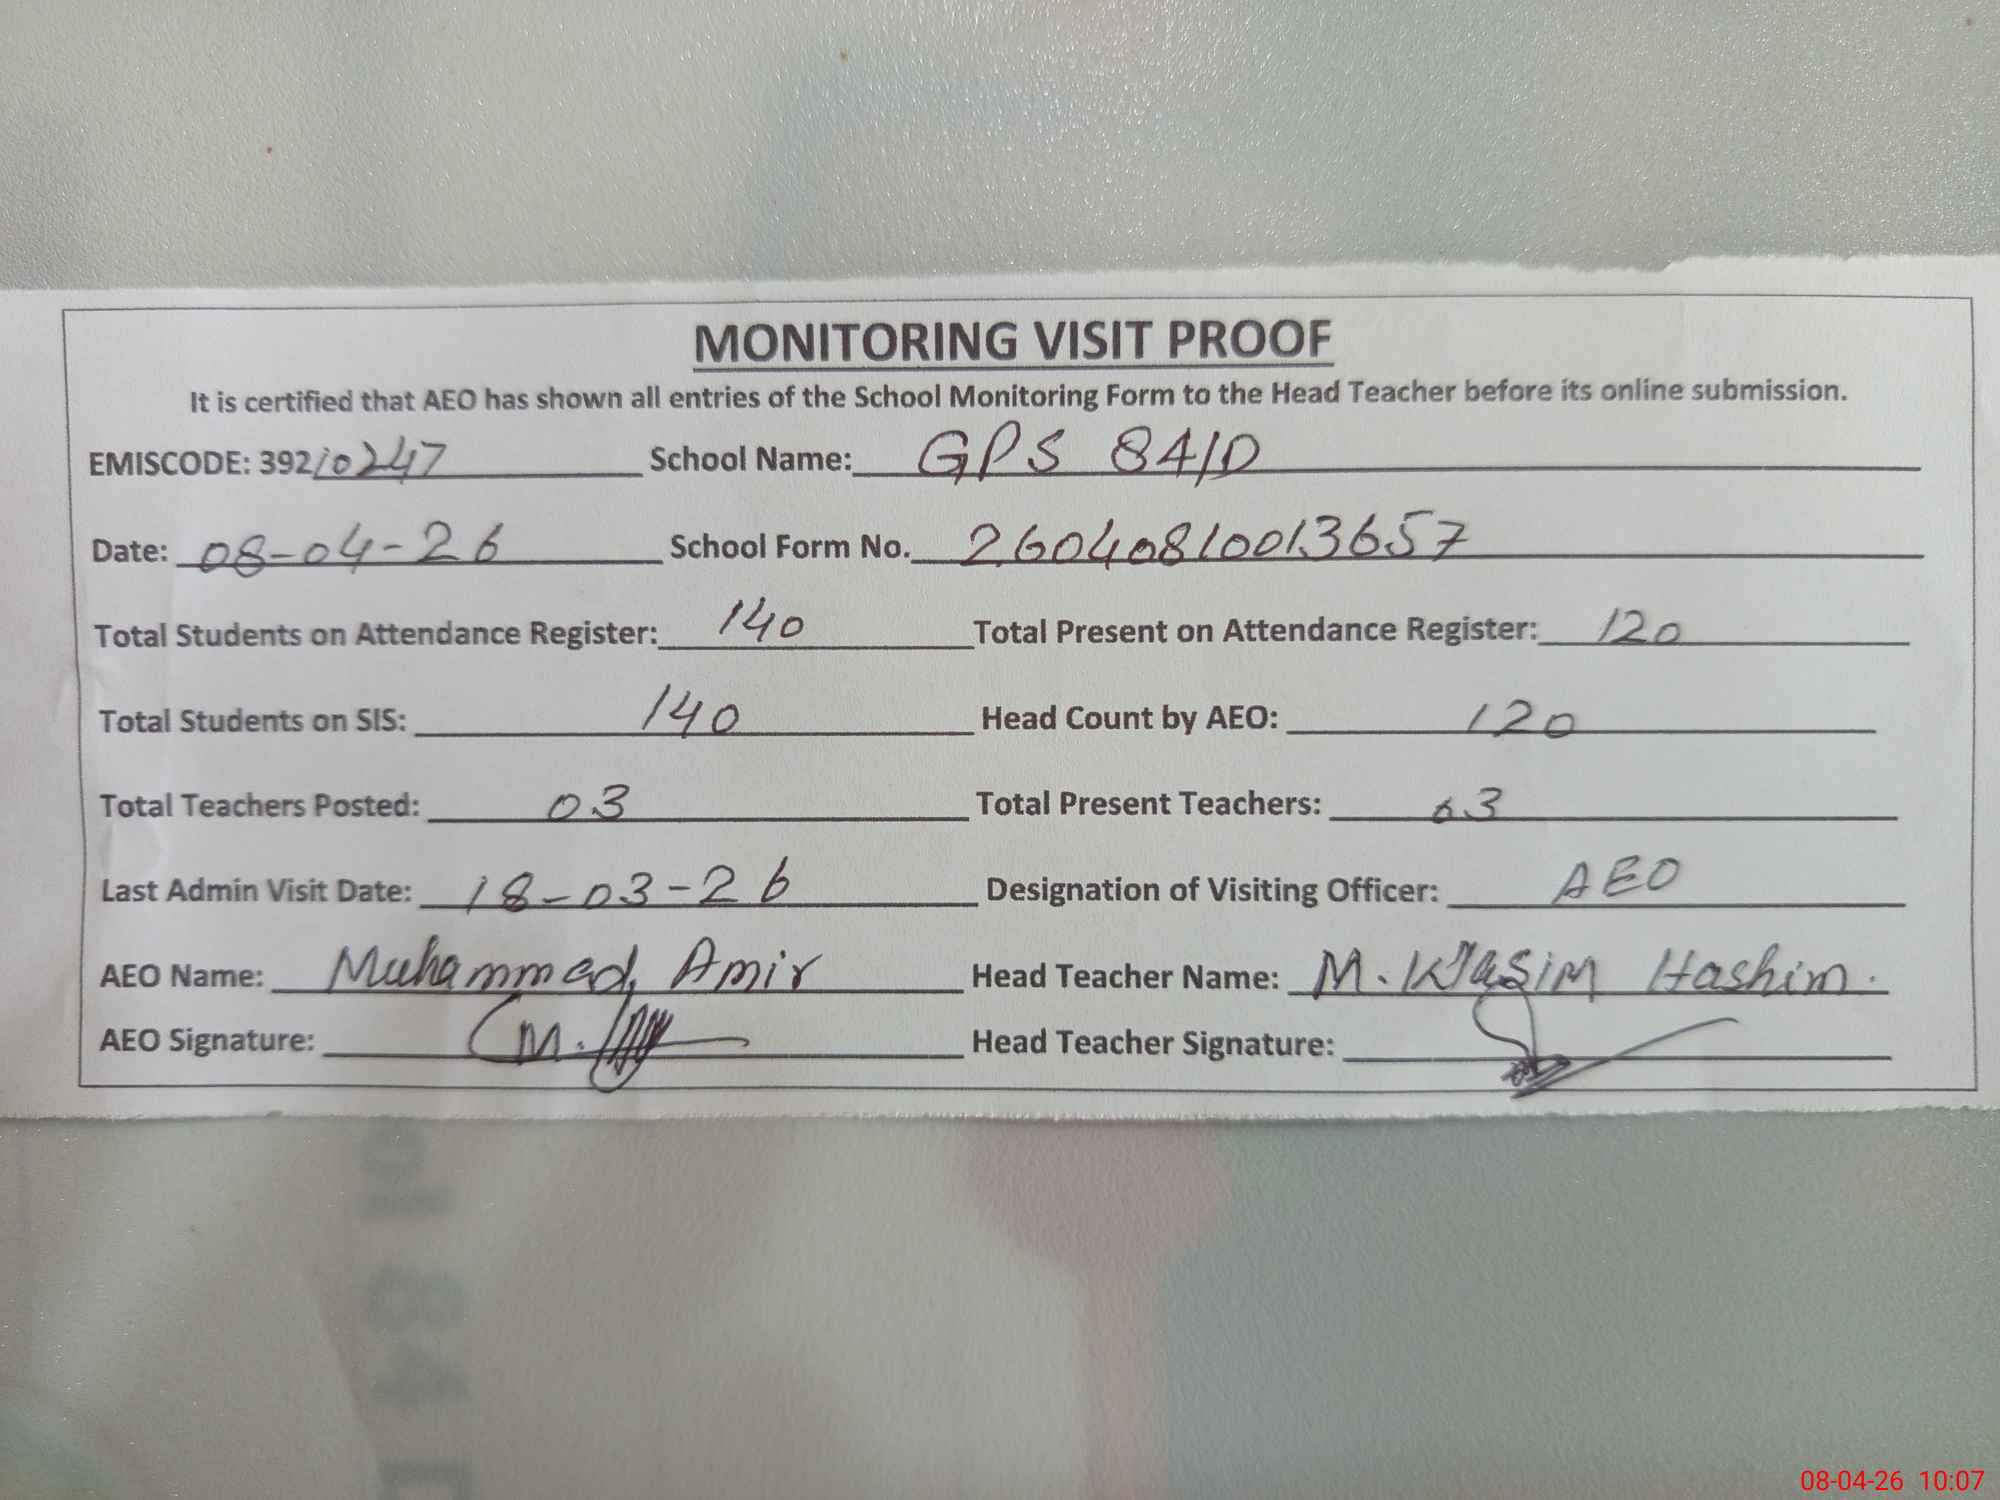 MONITORING VISIT PROOF
It is certified that AEO has shown all entries of the School Monitoring Form to the Head Teacher before its online submission.
EMISCODE: 39210247 School Name: GPS 84/D
Date: 08-04-26 School Form No. 26040810013657
Total Students on Attendance Register: 140 Total Present on Attendance Register: 120
Total Students on SIS: 140 Head Count by AEO: 120
Total Teachers Posted: 03 Total Present Teachers: 03
Last Admin Visit Date: 18-03-26 Designation of Visiting Officer: AEO
AEO Name: Muhammad Amir Head Teacher Name: M. Hashim.
AEO Signature: Head Teacher Signature:
08-04-26 10:07